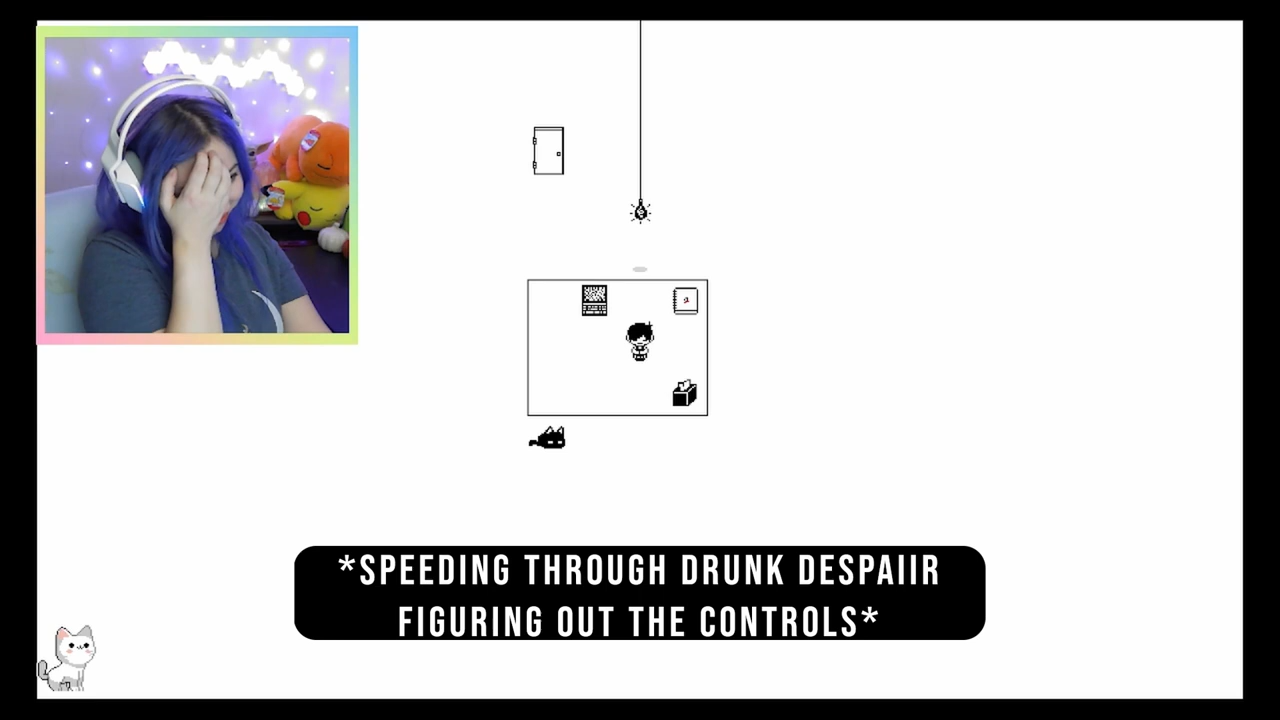 *SPEEDING THROUGH DRUNK DESPAIIR
FIGURING OUT THE CONTROLS*